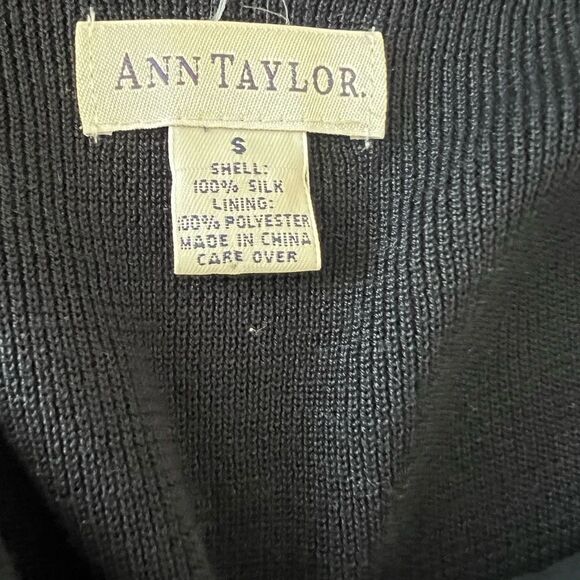 ANN TAYLOR.
S
SHELL:
100% SILK
LINING:
100% POLYESTER
MADE IN CHINA
CARE OVER